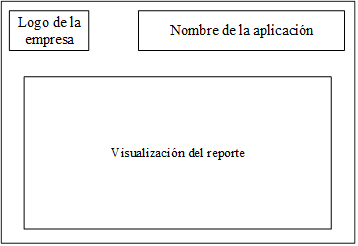 Logo de la
empresa
Nombre de la aplicación
Visualización del reporte